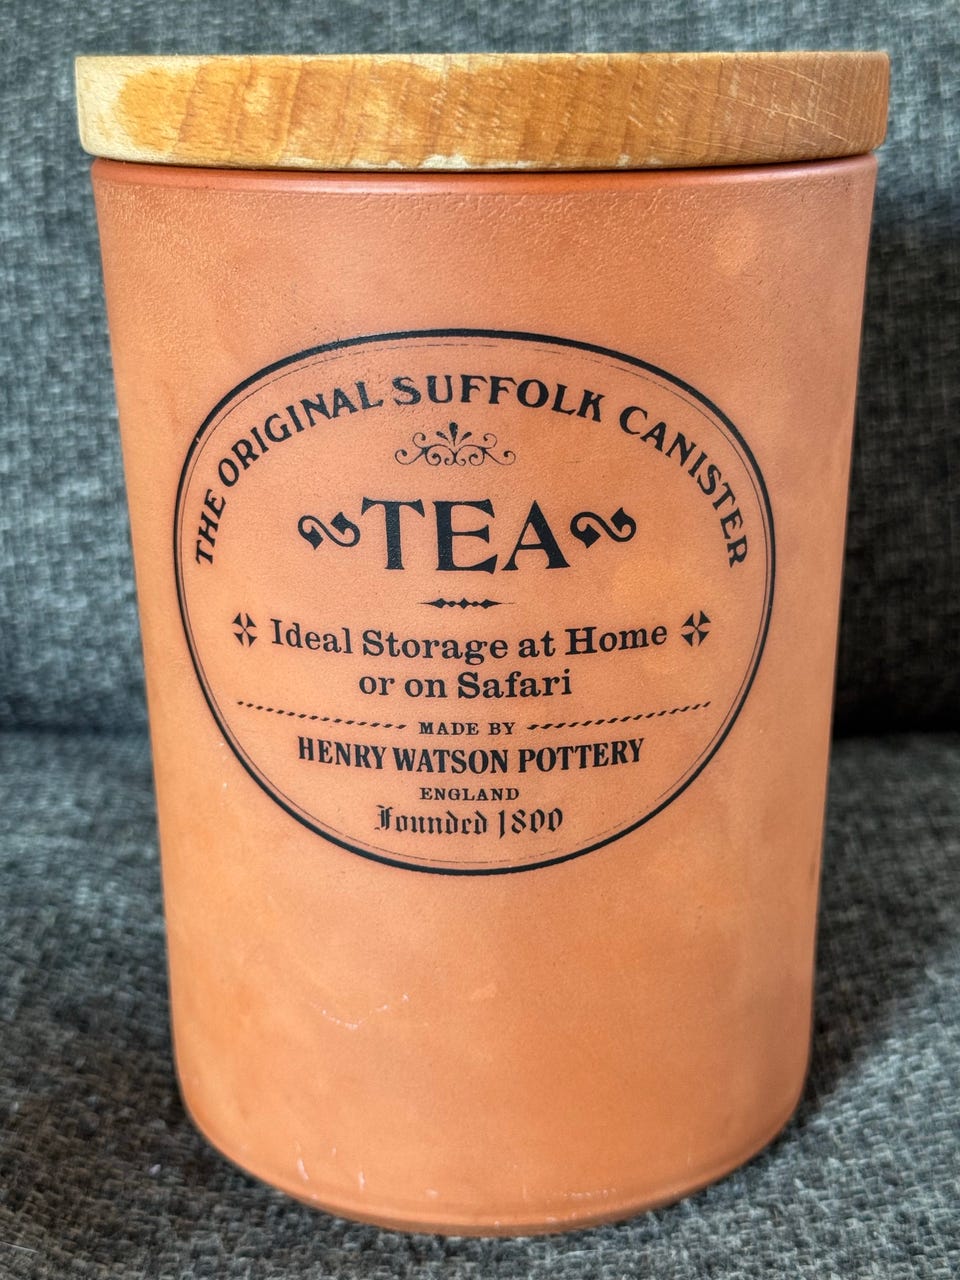 THE ORIGINAL SUFFOLK CANISTER
TEA
Ideal Storage at Home
or on Safari
MADE BY
HENRY WATSON POTTERY
ENGLAND
Founded 1800